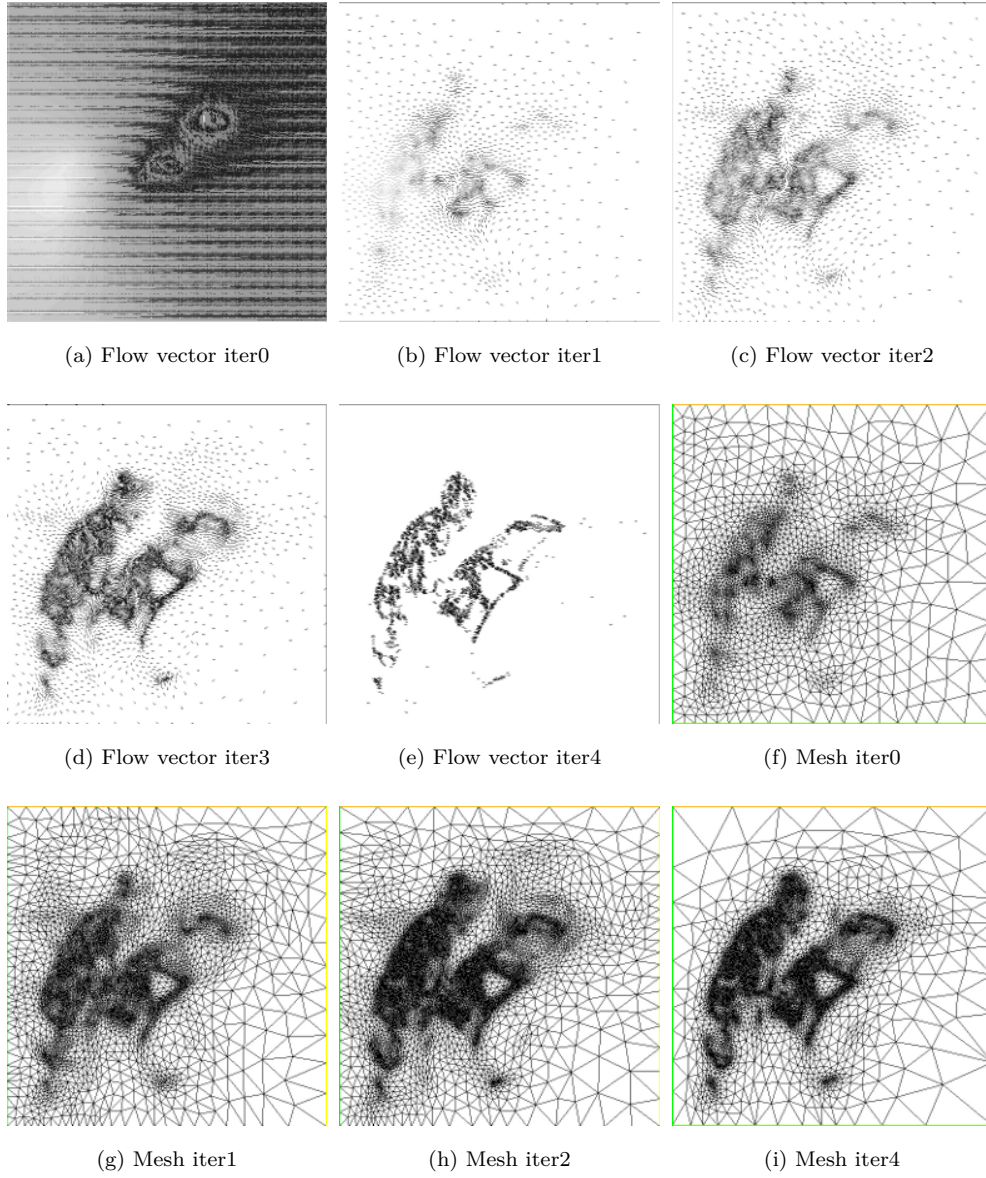 (a) Flow vector iter0
(b) Flow vector iter1
(c) Flow vector iter2
(d) Flow vector iter3
(e) Flow vector iter4
(f) Mesh iter0
(g) Mesh iter1
(h) Mesh iter2
(i) Mesh iter4